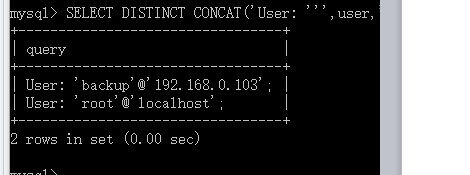 mysql> SELECT DISTINCT CONCAT('User: ''',user,'
+-------------------------------+
| query                         |
+-------------------------------+
| User: 'backup'@'192.168.0.103'; |
| User: 'root'@'localhost';     |
+-------------------------------+
2 rows in set (0.00 sec)
mysql>